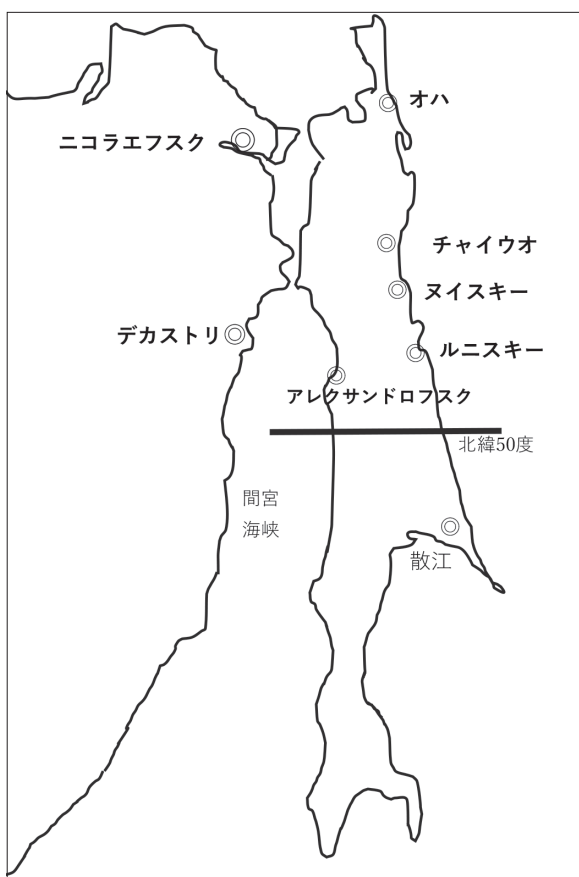 オハ
ニコラエフスク
チャイウオ
ヌイスキー
デカストリ
ルニスキー
アレクサンドロフスク
北緯50度
間宮
海峡
散江